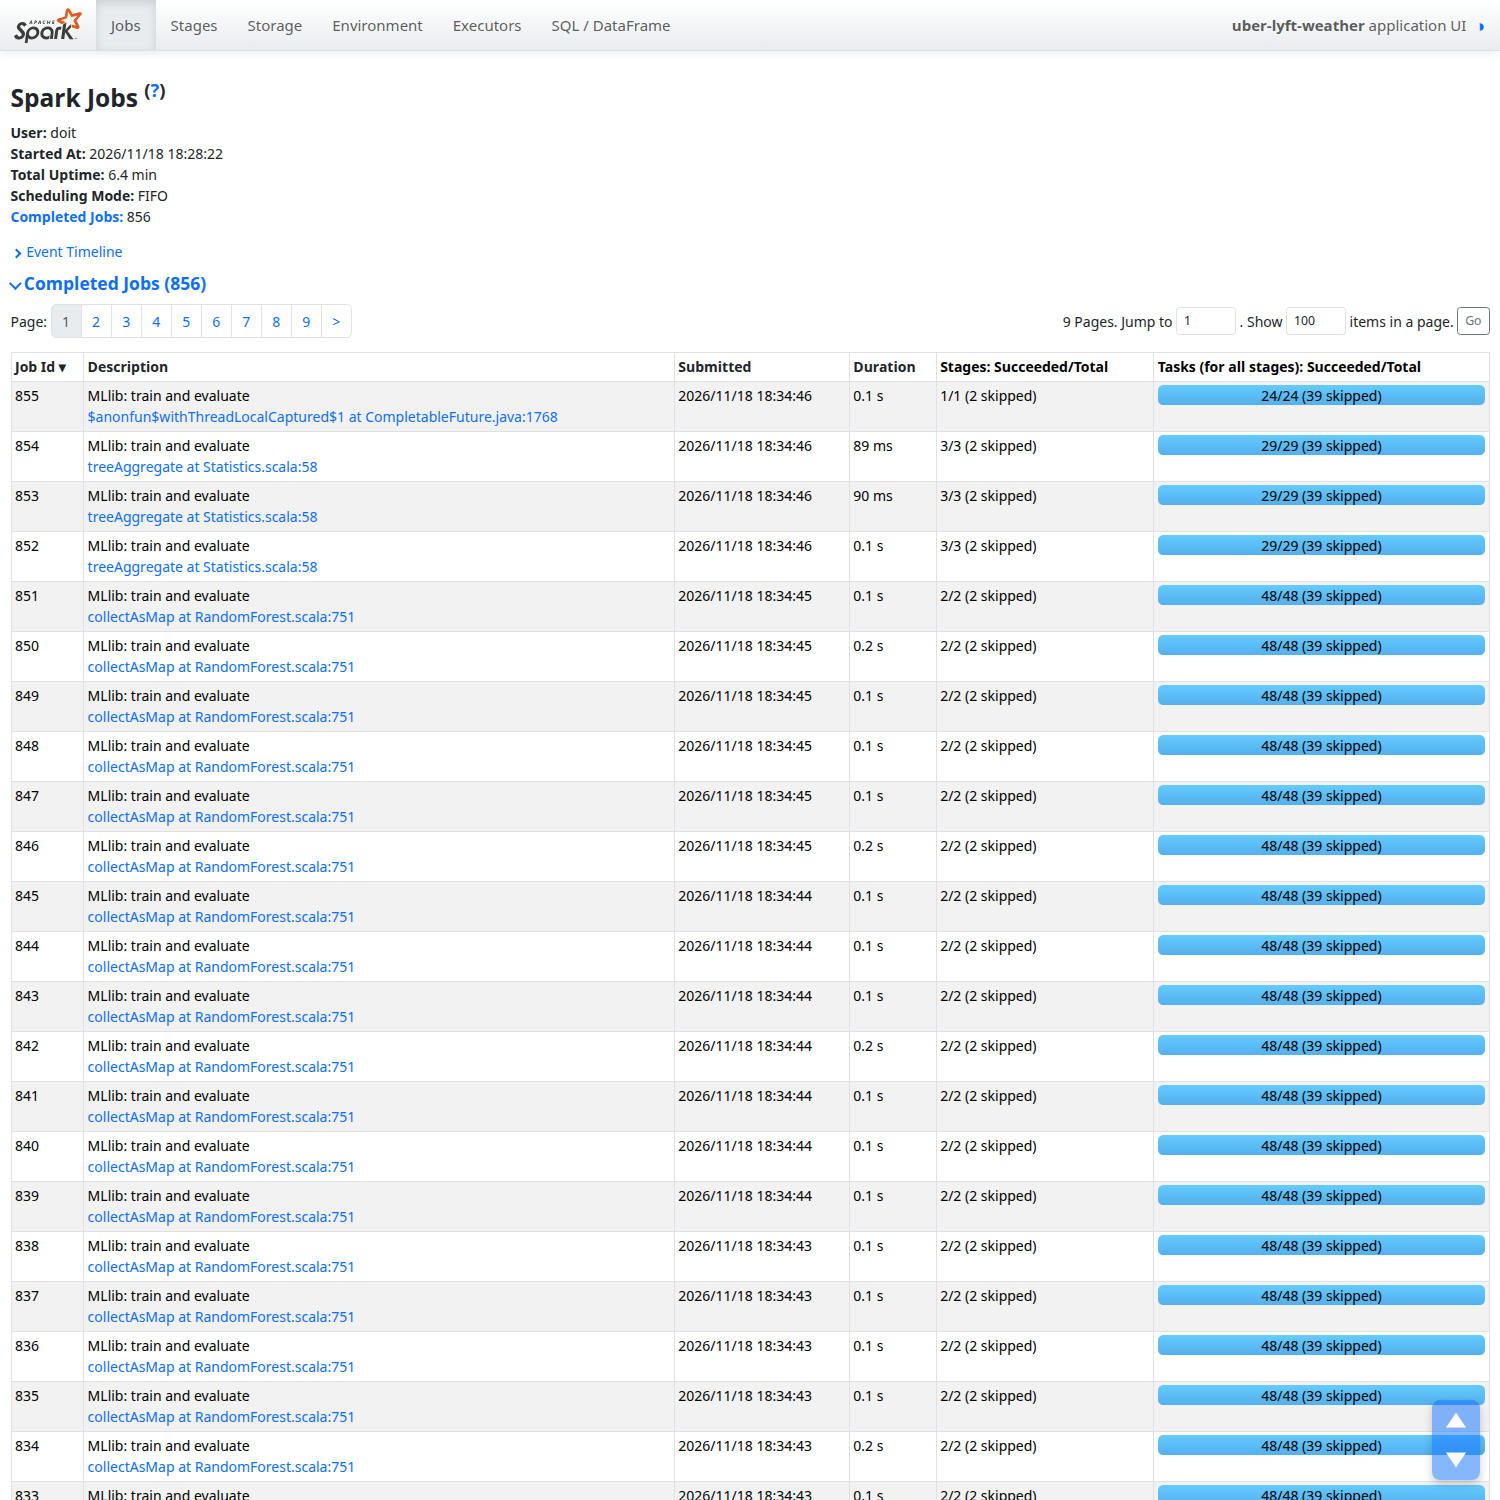 APACHE
Spark
Jobs Stages Storage Environment Executors SQL / DataFrame uber-lyft-weather application UI
Spark Jobs (?)
User: doit
Started At: 2026/11/18 18:28:22
Total Uptime: 6.4 min
Scheduling Mode: FIFO
Completed Jobs: 856
Event Timeline
Completed Jobs (856)
Page: 1 2 3 4 5 6 7 8 9 > 9 Pages. Jump to 1 . Show 100 items in a page. Go
Job Id ▾ Description Submitted Duration Stages: Succeeded/Total Tasks (for all stages): Succeeded/Total
855 MLlib: train and evaluate 2026/11/18 18:34:46 0.1 s 1/1 (2 skipped) 24/24 (39 skipped)
$anonfun$withThreadLocalCaptured$1 at CompletableFuture.java:1768
854 MLlib: train and evaluate 2026/11/18 18:34:46 89 ms 3/3 (2 skipped) 29/29 (39 skipped)
treeAggregate at Statistics.scala:58
853 MLlib: train and evaluate 2026/11/18 18:34:46 90 ms 3/3 (2 skipped) 29/29 (39 skipped)
treeAggregate at Statistics.scala:58
852 MLlib: train and evaluate 2026/11/18 18:34:46 0.1 s 3/3 (2 skipped) 29/29 (39 skipped)
treeAggregate at Statistics.scala:58
851 MLlib: train and evaluate 2026/11/18 18:34:45 0.1 s 2/2 (2 skipped) 48/48 (39 skipped)
collectAsMap at RandomForest.scala:751
850 MLlib: train and evaluate 2026/11/18 18:34:45 0.2 s 2/2 (2 skipped) 48/48 (39 skipped)
collectAsMap at RandomForest.scala:751
849 MLlib: train and evaluate 2026/11/18 18:34:45 0.1 s 2/2 (2 skipped) 48/48 (39 skipped)
collectAsMap at RandomForest.scala:751
848 MLlib: train and evaluate 2026/11/18 18:34:45 0.1 s 2/2 (2 skipped) 48/48 (39 skipped)
collectAsMap at RandomForest.scala:751
847 MLlib: train and evaluate 2026/11/18 18:34:45 0.1 s 2/2 (2 skipped) 48/48 (39 skipped)
collectAsMap at RandomForest.scala:751
846 MLlib: train and evaluate 2026/11/18 18:34:45 0.2 s 2/2 (2 skipped) 48/48 (39 skipped)
collectAsMap at RandomForest.scala:751
845 MLlib: train and evaluate 2026/11/18 18:34:44 0.1 s 2/2 (2 skipped) 48/48 (39 skipped)
collectAsMap at RandomForest.scala:751
844 MLlib: train and evaluate 2026/11/18 18:34:44 0.1 s 2/2 (2 skipped) 48/48 (39 skipped)
collectAsMap at RandomForest.scala:751
843 MLlib: train and evaluate 2026/11/18 18:34:44 0.1 s 2/2 (2 skipped) 48/48 (39 skipped)
collectAsMap at RandomForest.scala:751
842 MLlib: train and evaluate 2026/11/18 18:34:44 0.2 s 2/2 (2 skipped) 48/48 (39 skipped)
collectAsMap at RandomForest.scala:751
841 MLlib: train and evaluate 2026/11/18 18:34:44 0.1 s 2/2 (2 skipped) 48/48 (39 skipped)
collectAsMap at RandomForest.scala:751
840 MLlib: train and evaluate 2026/11/18 18:34:44 0.1 s 2/2 (2 skipped) 48/48 (39 skipped)
collectAsMap at RandomForest.scala:751
839 MLlib: train and evaluate 2026/11/18 18:34:44 0.1 s 2/2 (2 skipped) 48/48 (39 skipped)
collectAsMap at RandomForest.scala:751
838 MLlib: train and evaluate 2026/11/18 18:34:43 0.1 s 2/2 (2 skipped) 48/48 (39 skipped)
collectAsMap at RandomForest.scala:751
837 MLlib: train and evaluate 2026/11/18 18:34:43 0.1 s 2/2 (2 skipped) 48/48 (39 skipped)
collectAsMap at RandomForest.scala:751
836 MLlib: train and evaluate 2026/11/18 18:34:43 0.1 s 2/2 (2 skipped) 48/48 (39 skipped)
collectAsMap at RandomForest.scala:751
835 MLlib: train and evaluate 2026/11/18 18:34:43 0.1 s 2/2 (2 skipped) 48/48 (39 skipped)
collectAsMap at RandomForest.scala:751
834 MLlib: train and evaluate 2026/11/18 18:34:43 0.2 s 2/2 (2 skipped) 48/48 (39 skipped)
collectAsMap at RandomForest.scala:751
833 MLlib: train and evaluate 2026/11/18 18:34:43 0.1 s 2/2 (2 skipped) 48/48 (39 skipped)